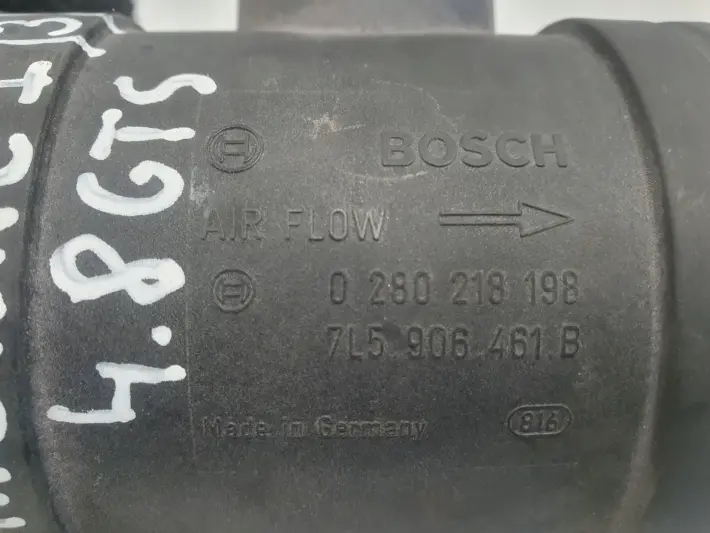 4.8 GTS
BOSCH
AIR FLOW
0 280 218 198
7L5 906 461 B
Made in Germany
816